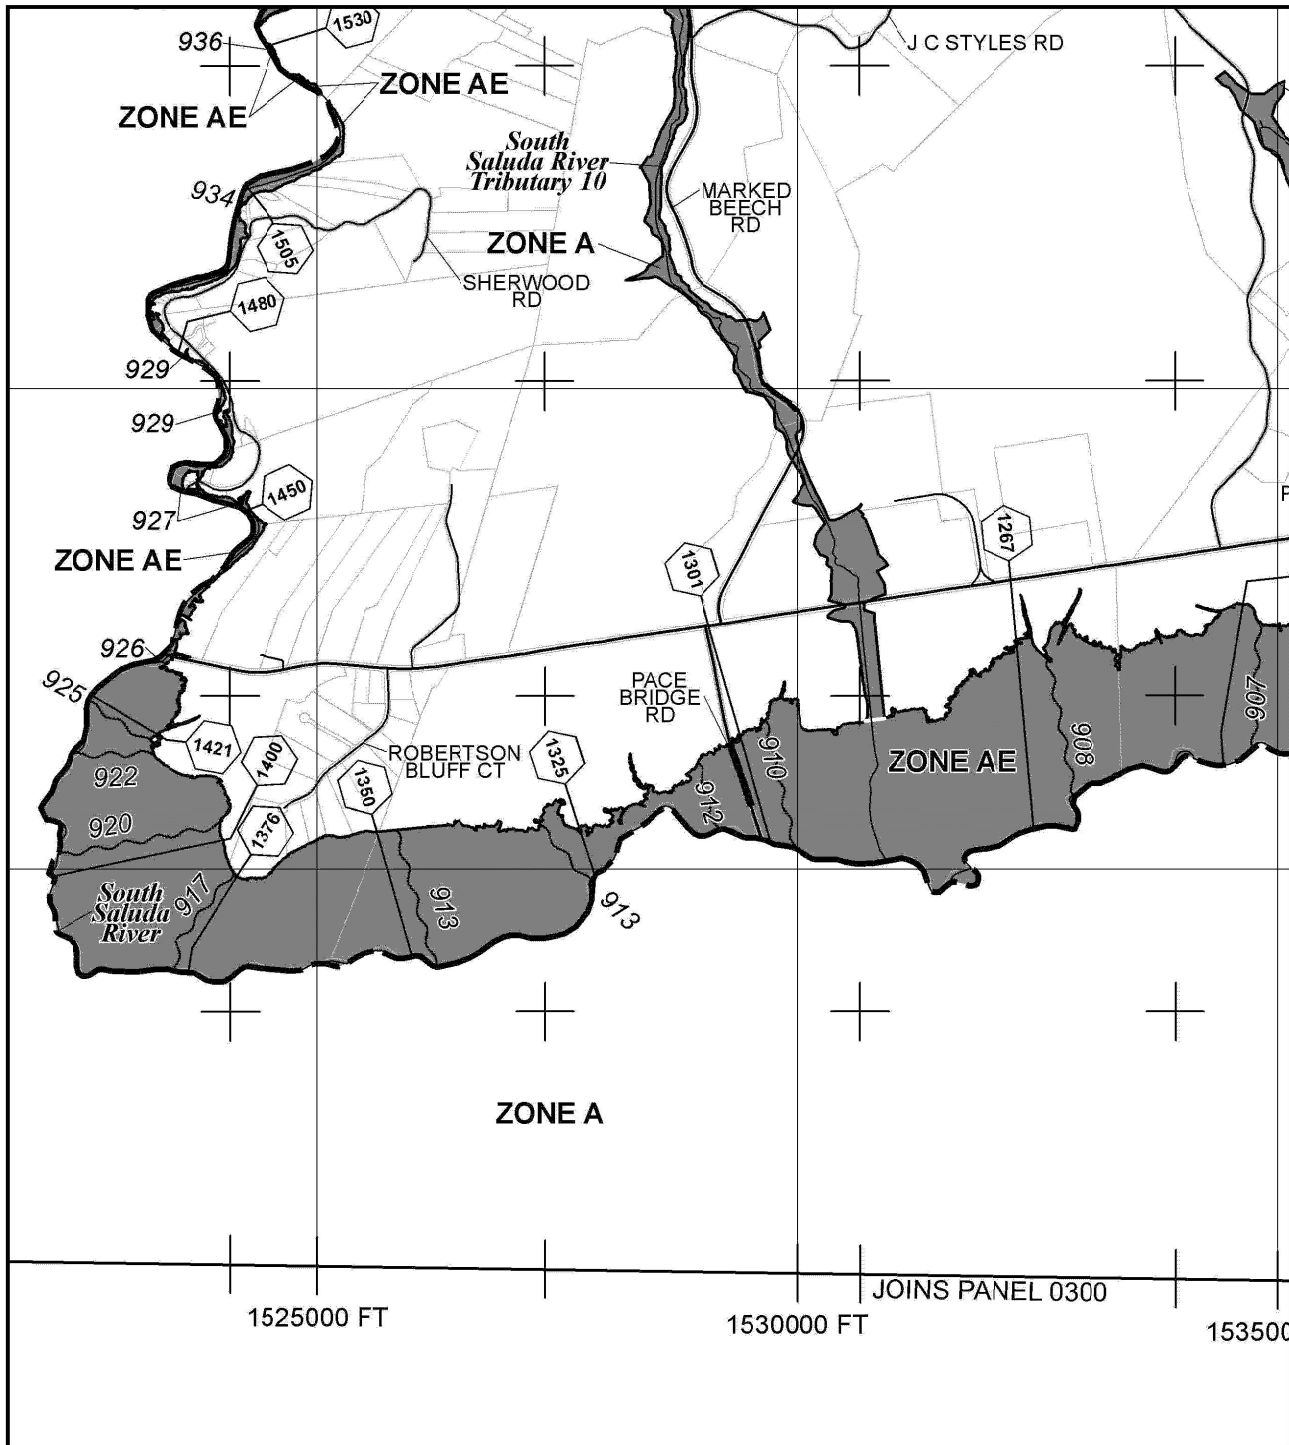 1530
936
J C STYLES RD
ZONE AE
ZONE AE
South
Saluda River
Tributary 10
934
MARKED
BEECH
RD
1505
ZONE A
SHERWOOD
RD
1480
929
929
1450
927
ZONE AE
1267
1301
926
925
PACE
BRIDGE
RD
907
1421
1400
ROBERTSON
BLUFF CT
1325
910
908
ZONE AE
922
1350
912
920
1376
917
South
Saluda
River
913
913
ZONE A
JOINS PANEL 0300
1525000 FT
1530000 FT